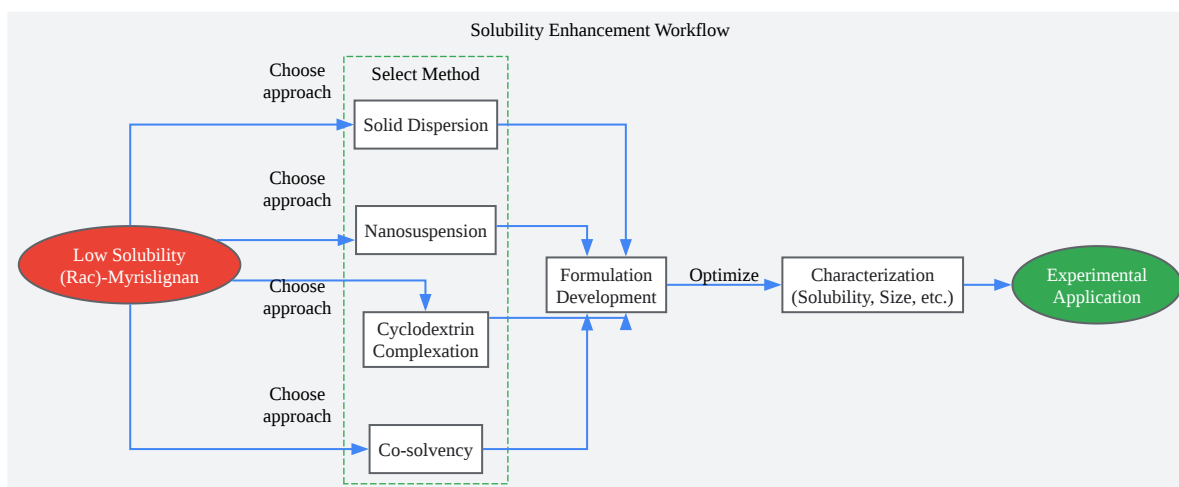 Solubility Enhancement Workflow
Choose
approach
Select Method
Solid Dispersion
Choose
approach
Nanosuspension
Low Solubility
(Rac)-Myrislignan
Choose
approach
Cyclodextrin
Complexation
Choose
approach
Co-solvency
Formulation
Development
Optimize
Characterization
(Solubility, Size, etc.)
Experimental
Application